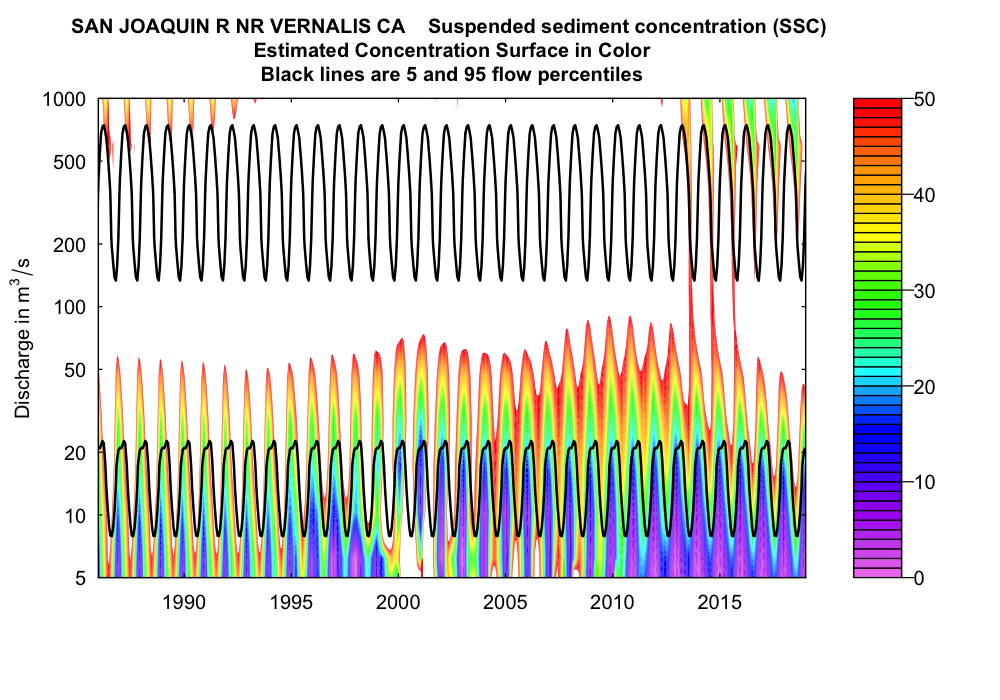 SAN JOAQUIN R NR VERNALIS CA    Suspended sediment concentration (SSC)
Estimated Concentration Surface in Color
Black lines are 5 and 95 flow percentiles
Discharge in m³/s
1000
500
200
100
50
20
10
5
1990 1995 2000 2005 2010 2015
50
40
30
20
10
0